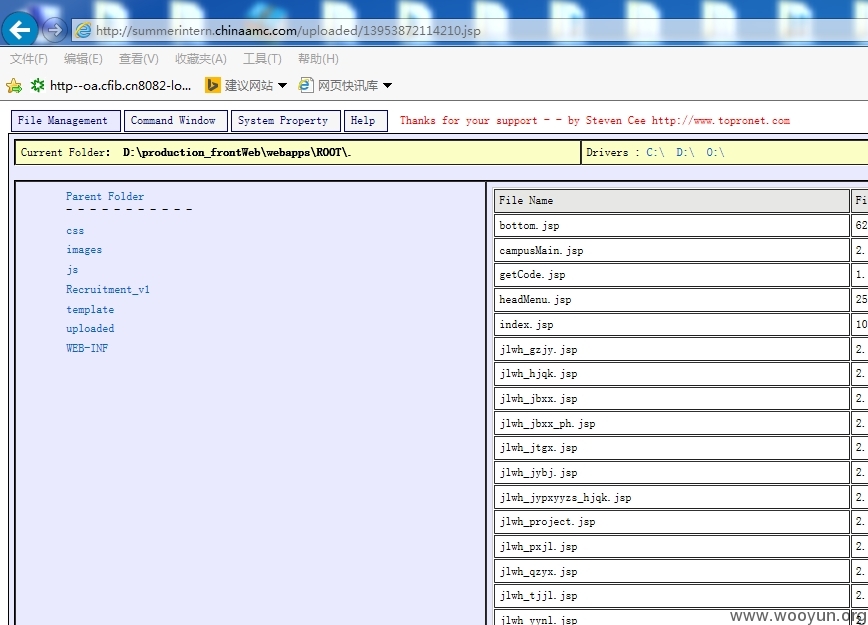 http://summerintern.chinaamc.com/uploaded/13953872114210.jsp
文件(F) 编辑(E) 查看(V) 收藏夹(A) 工具(T) 帮助(H)
http--oa.cfib.cn8082-lo... 建议网站 网页快讯库
File Management Command Window System Property Help Thanks for your support - - by Steven Cee http://www.topronet.com
Current Folder: D:\production_frontWeb\webapps\ROOT\. Drivers : C:\ D:\ O:\
Parent Folder
- - - - - - - - - - -
css
images
js
Recruitment_v1
template
uploaded
WEB-INF
File Name Fi
bottom.jsp 62
campusMain.jsp 2.
getCode.jsp 1.
headMenu.jsp 25
index.jsp 10
jlwh_gzjy.jsp 2.
jlwh_hjqk.jsp 2.
jlwh_jbxx.jsp 2.
jlwh_jbxx_ph.jsp 2.
jlwh_jtgx.jsp 2.
jlwh_jybj.jsp 2.
jlwh_jypxyyzs_hjqk.jsp 2.
jlwh_project.jsp 2.
jlwh_pxjl.jsp 2.
jlwh_qzyx.jsp 2.
jlwh_tjjl.jsp 2.
jlwh_yynl.jsp 2.
www.wooyun.org